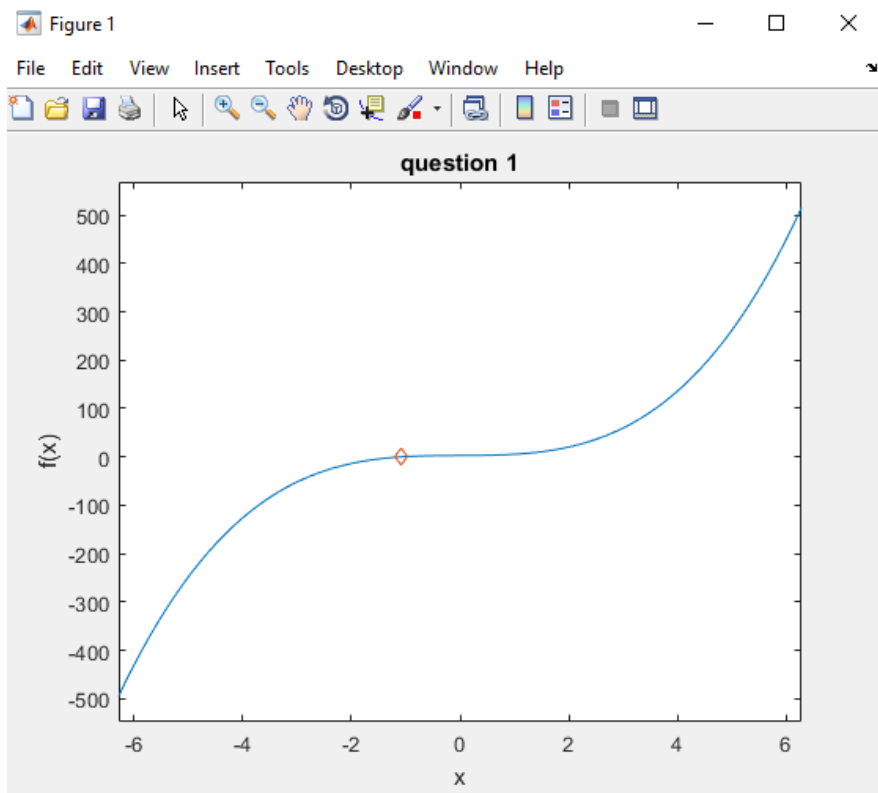 Figure 1
File Edit View Insert Tools Desktop Window Help
question 1
500
400
300
200
100
0
-100
-200
-300
-400
-500
f(x)
-6 -4 -2 0 2 4 6
x